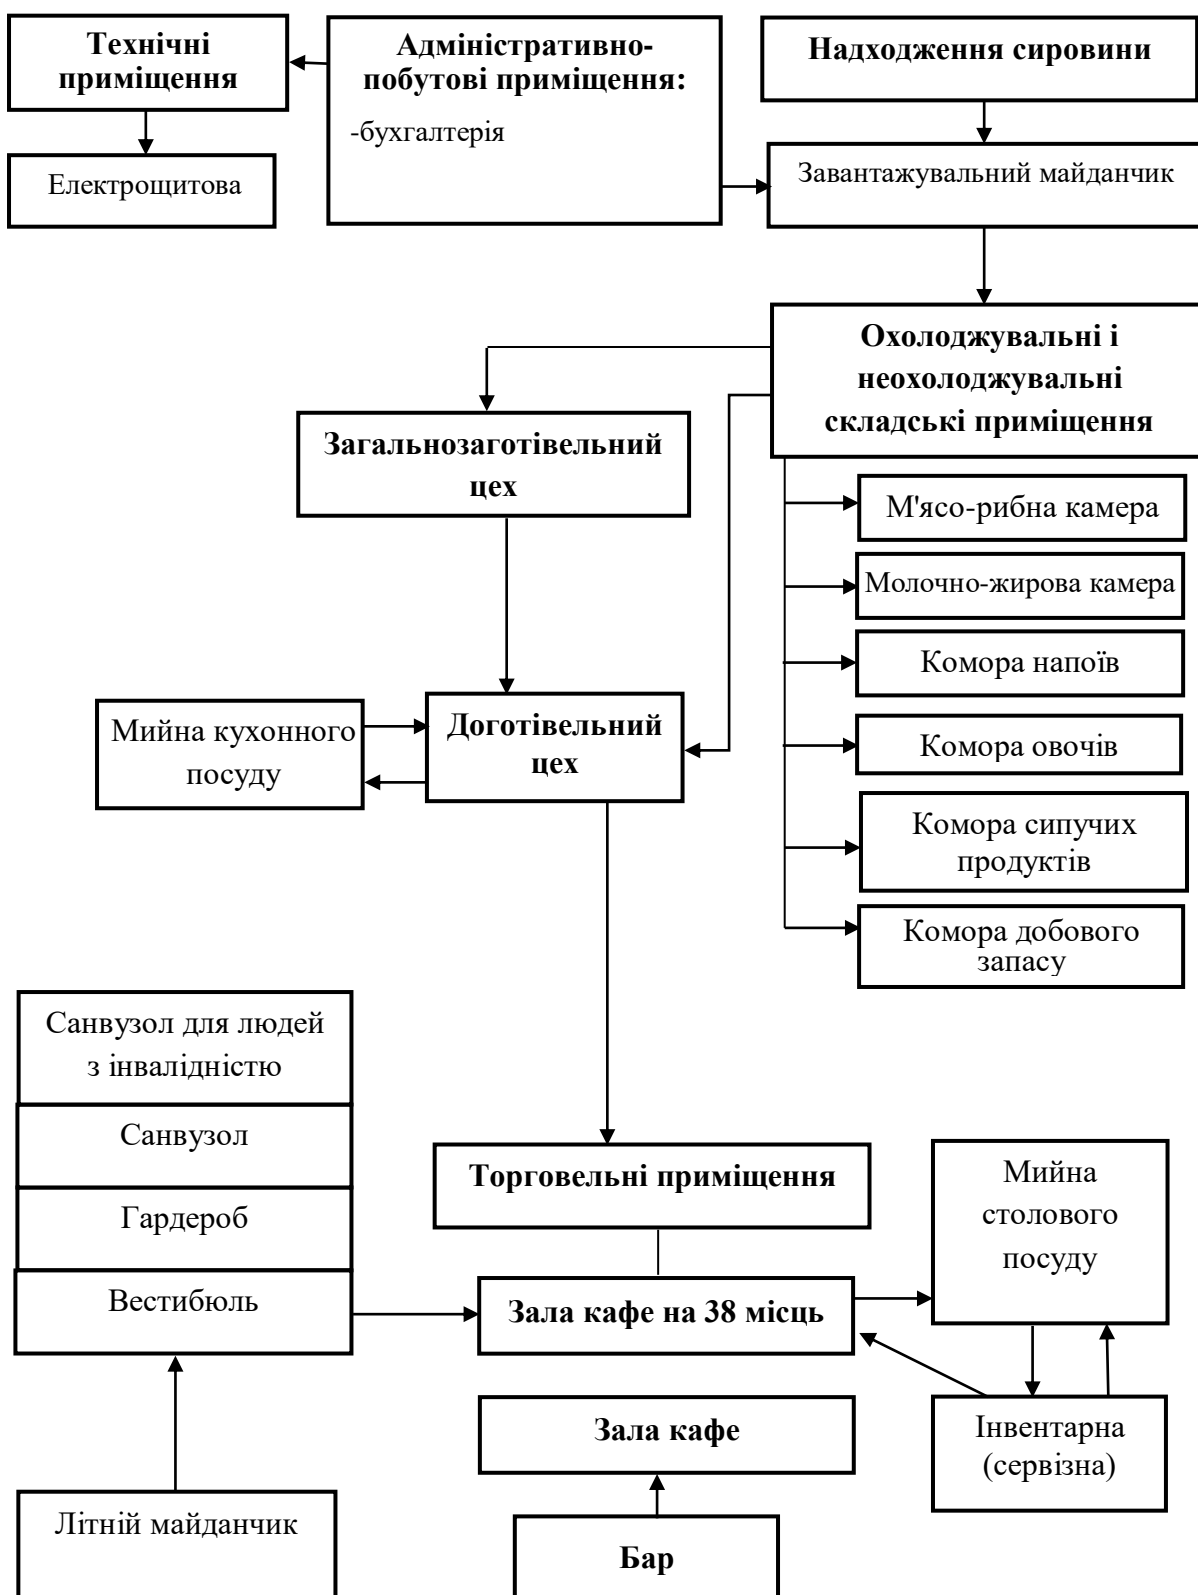 Технічні
приміщення
Адміністративно-
побутові приміщення:
-бухгалтерія
Надходження сировини
Електрощитова
Завантажувальний майданчик
Охолоджувальні і
неохолоджувальні
складські приміщення
Загальнозаготівельний
цех
М'ясо-рибна камера
Молочно-жирова камера
Комора напоїв
Мийна кухонного
посуду
Доготівельний
цех
Комора овочів
Комора сипучих
продуктів
Комора добового
запасу
Санвузол для людей
з інвалідністю
Санвузол
Гардероб
Вестибюль
Торговельні приміщення
Зала кафе на 38 місць
Мийна
столового
посуду
Зала кафе
Інвентарна
(сервізна)
Літній майданчик
Бар